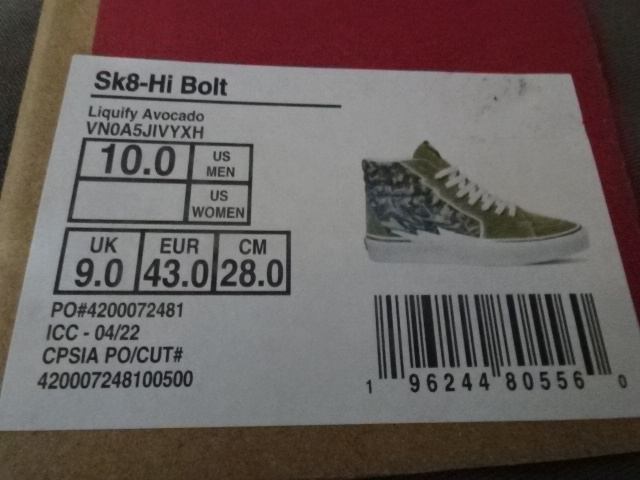 Sk8-Hi Bolt
Liquify Avocado
VN0A5JIVYXH
10.0 US MEN
US WOMEN
UK EUR CM
9.0 43.0 28.0
PO#4200072481
ICC - 04/22
CPSIA PO/CUT#
420007248100500
1 96244 80556 0